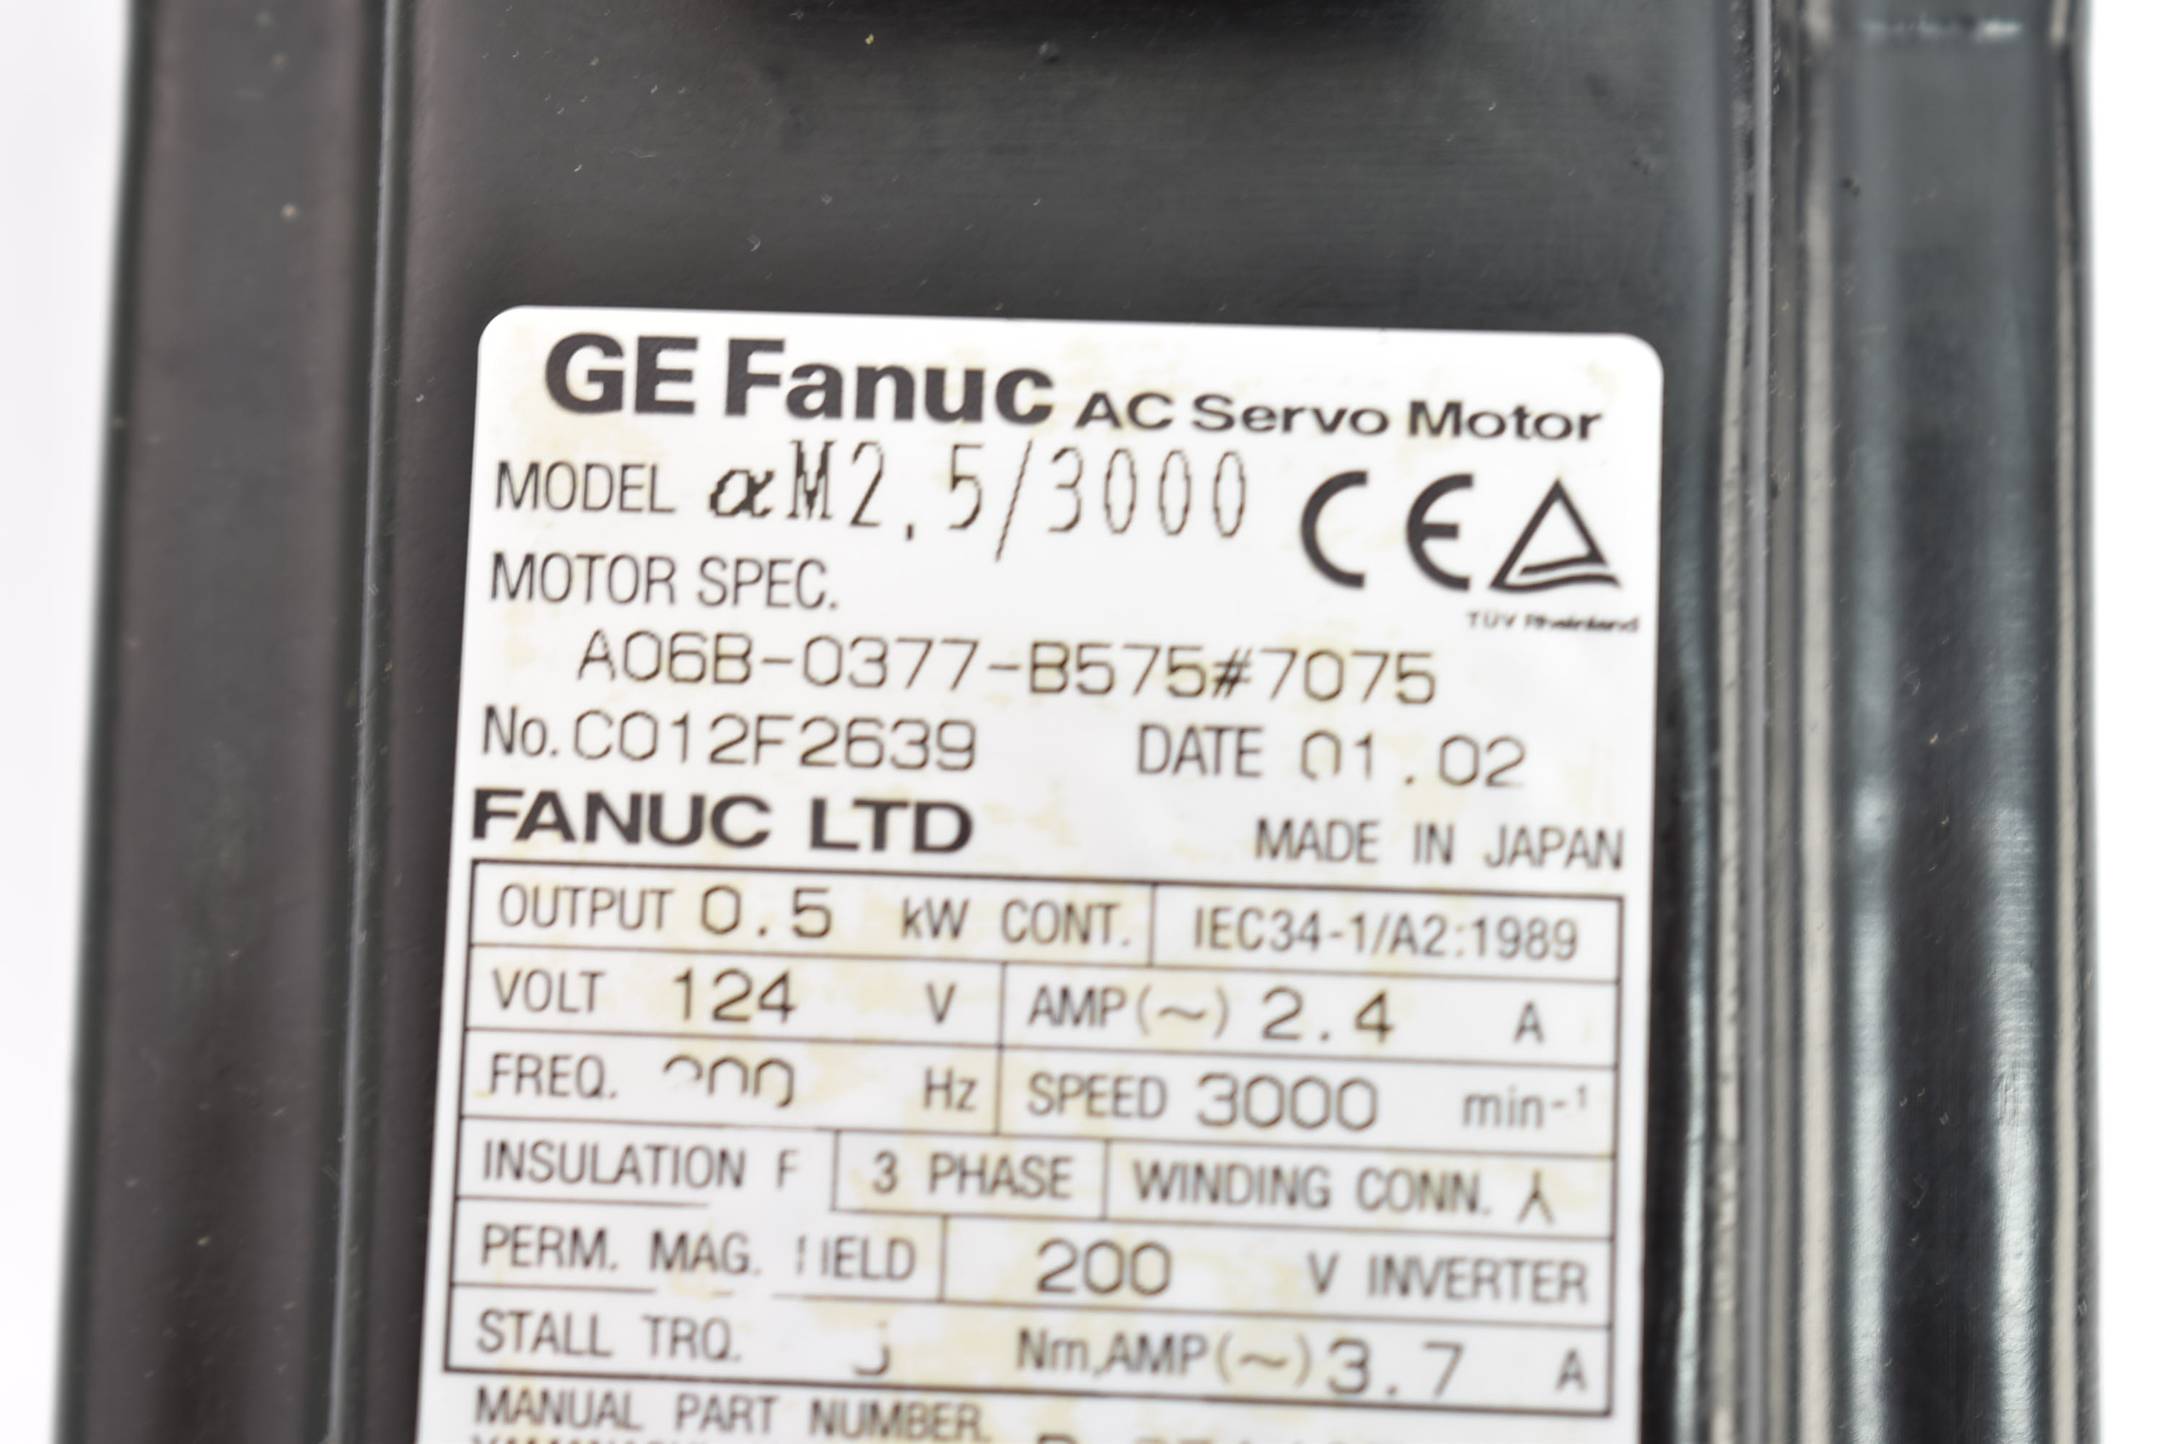 GE Fanuc AC Servo Motor
MODEL αM2.5/3000 CE
TÜV Rheinland
MOTOR SPEC.
A06B-0377-B575#7075
No. C012F2639 DATE 01.02
FANUC LTD MADE IN JAPAN
OUTPUT 0.5 kW CONT. IEC34-1/A2:1989
VOLT 124 V AMP(~) 2.4 A
FREQ. Hz SPEED 3000 min-¹
INSULATION F 3 PHASE WINDING CONN. ⅄
PERM. MAG. FIELD 200 V INVERTER
STALL TRQ. Nm,AMP(~) 3.7 A
MANUAL PART NUMBER.